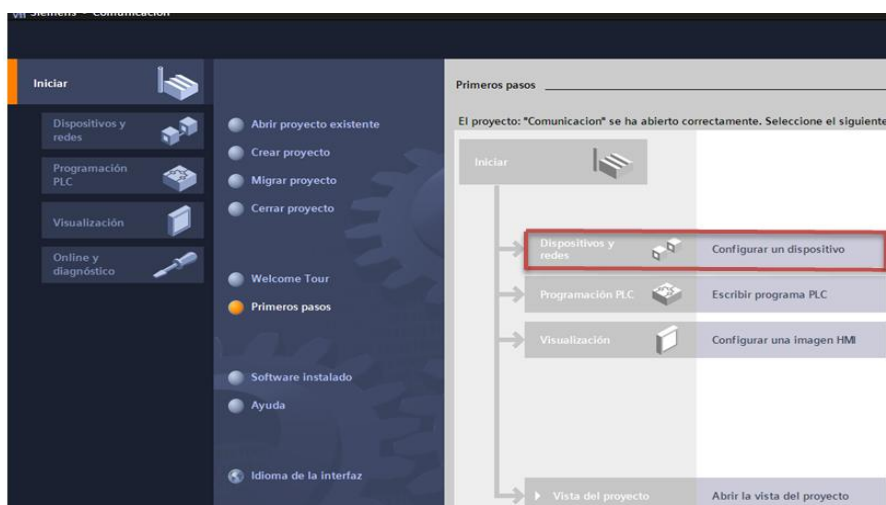 Siemens - Comunicacion
Iniciar
Dispositivos y
redes
Programación
PLC
Visualización
Online y
diagnóstico
Abrir proyecto existente
Crear proyecto
Migrar proyecto
Cerrar proyecto
Welcome Tour
Primeros pasos
Software instalado
Ayuda
Idioma de la interfaz
Primeros pasos
El proyecto: "Comunicacion" se ha abierto correctamente. Seleccione el siguiente
Iniciar
Dispositivos y
redes
Configurar un dispositivo
Programación PLC
Escribir programa PLC
Visualización
Configurar una imagen HMI
Vista del proyecto
Abrir la vista del proyecto